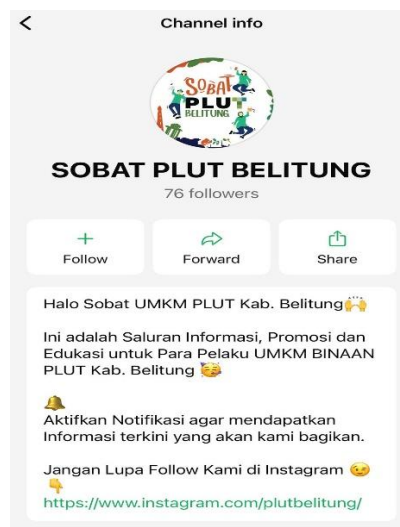 Channel info
SOBAT
PLUT
BELITUNG
SOBAT PLUT BELITUNG
76 followers
Follow
Forward
Share
Halo Sobat UMKM PLUT Kab. Belitung🙌
Ini adalah Saluran Informasi, Promosi dan
Edukasi untuk Para Pelaku UMKM BINAAN
PLUT Kab. Belitung 🥳
🔔
Aktifkan Notifikasi agar mendapatkan
Informasi terkini yang akan kami bagikan.
Jangan Lupa Follow Kami di Instagram 😉
👇
https://www.instagram.com/plutbelitung/